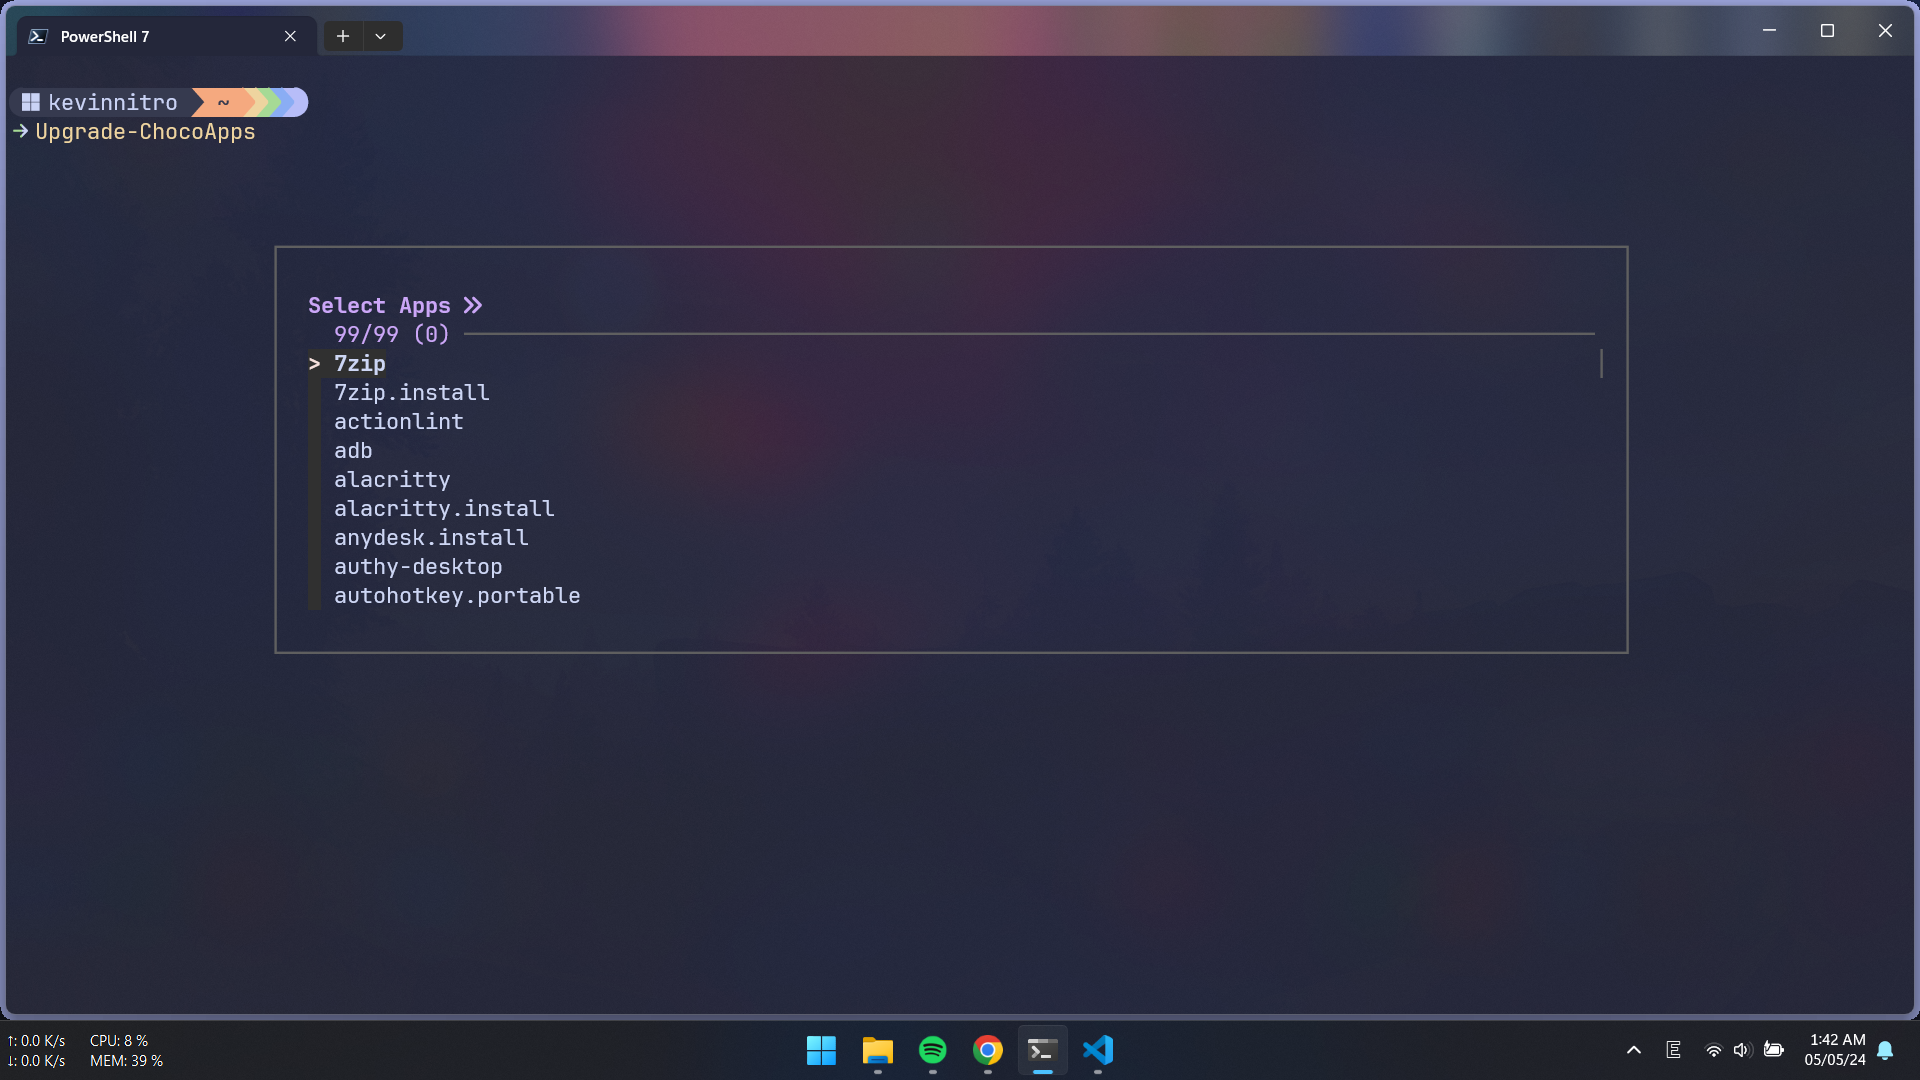 PowerShell 7
kevinnitro ~
→ Upgrade-ChocoApps
Select Apps »
99/99 (0)
> 7zip
7zip.install
actionlint
adb
alacritty
alacritty.install
anydesk.install
authy-desktop
autohotkey.portable
↑: 0.0 K/s CPU: 8 %
↓: 0.0 K/s MEM: 39 %
E
1:42 AM
05/05/24